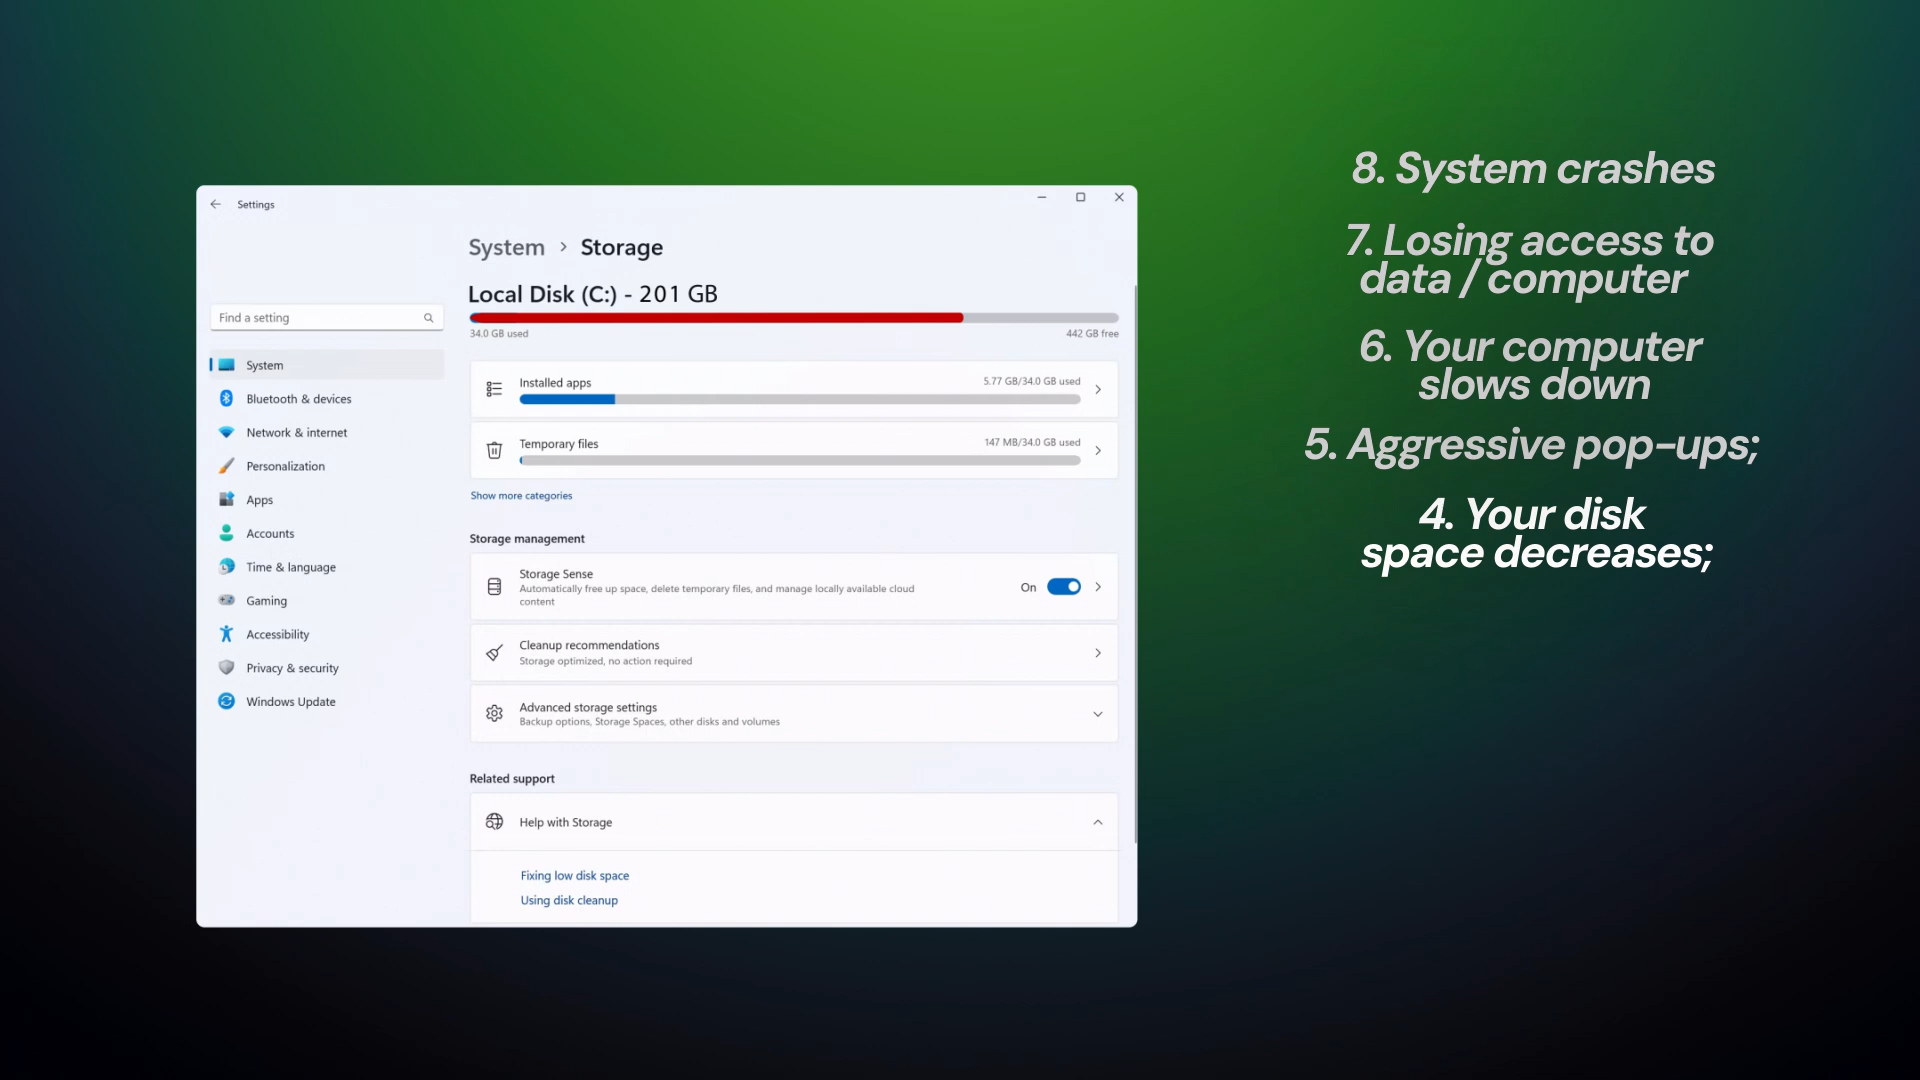 Settings
System > Storage
Local Disk (C:) - 201 GB
34.0 GB used
442 GB free
Find a setting
System
Bluetooth & devices
Network & internet
Personalization
Apps
Accounts
Time & language
Gaming
Accessibility
Privacy & security
Windows Update
Installed apps
5.77 GB/34.0 GB used
Temporary files
147 MB/34.0 GB used
Show more categories
Storage management
Storage Sense
Automatically free up space, delete temporary files, and manage locally available cloud
content
On
Cleanup recommendations
Storage optimized, no action required
Advanced storage settings
Backup options, Storage Spaces, other disks and volumes
Related support
Help with Storage
Fixing low disk space
Using disk cleanup
8. System crashes
7. Losing access to
data / computer
6. Your computer
slows down
5. Aggressive pop-ups;
4. Your disk
space decreases;